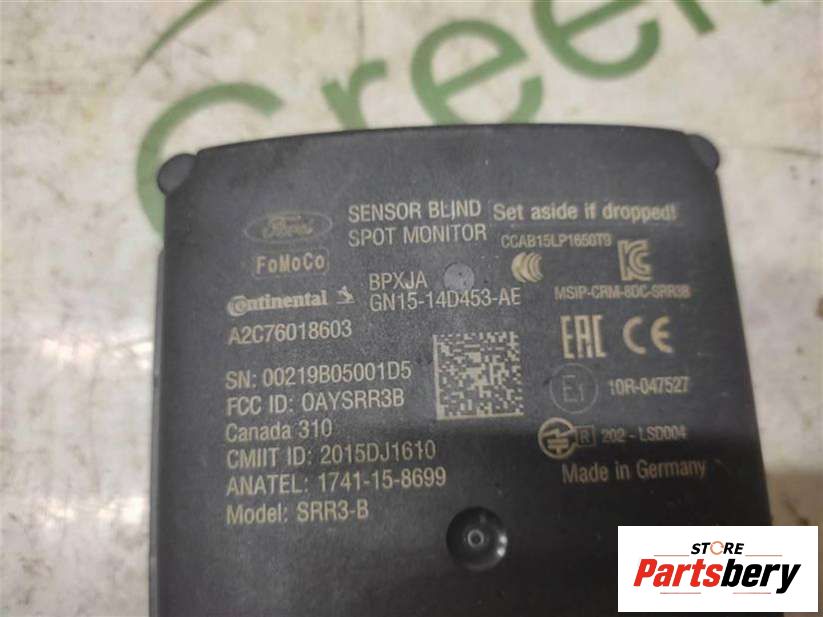 Green
SENSOR BLIND
SPOT MONITOR
Set aside if dropped!
Ford
FoMoCo
CCAB15LP1650T9
BPXJA
GN15-14D453-AE
MSIP-CRM-8DC-SRR3B
Continental
A2C76018603
EAC CE
SN: 00219B05001D5
FCC ID: OAYSRR3B
E1 10R-047527
Canada 310
R 202-LSD004
CMIIT ID: 2015DJ1610
ANATEL: 1741-15-8699
Made in Germany
Model: SRR3-B
STORE
Partsbery